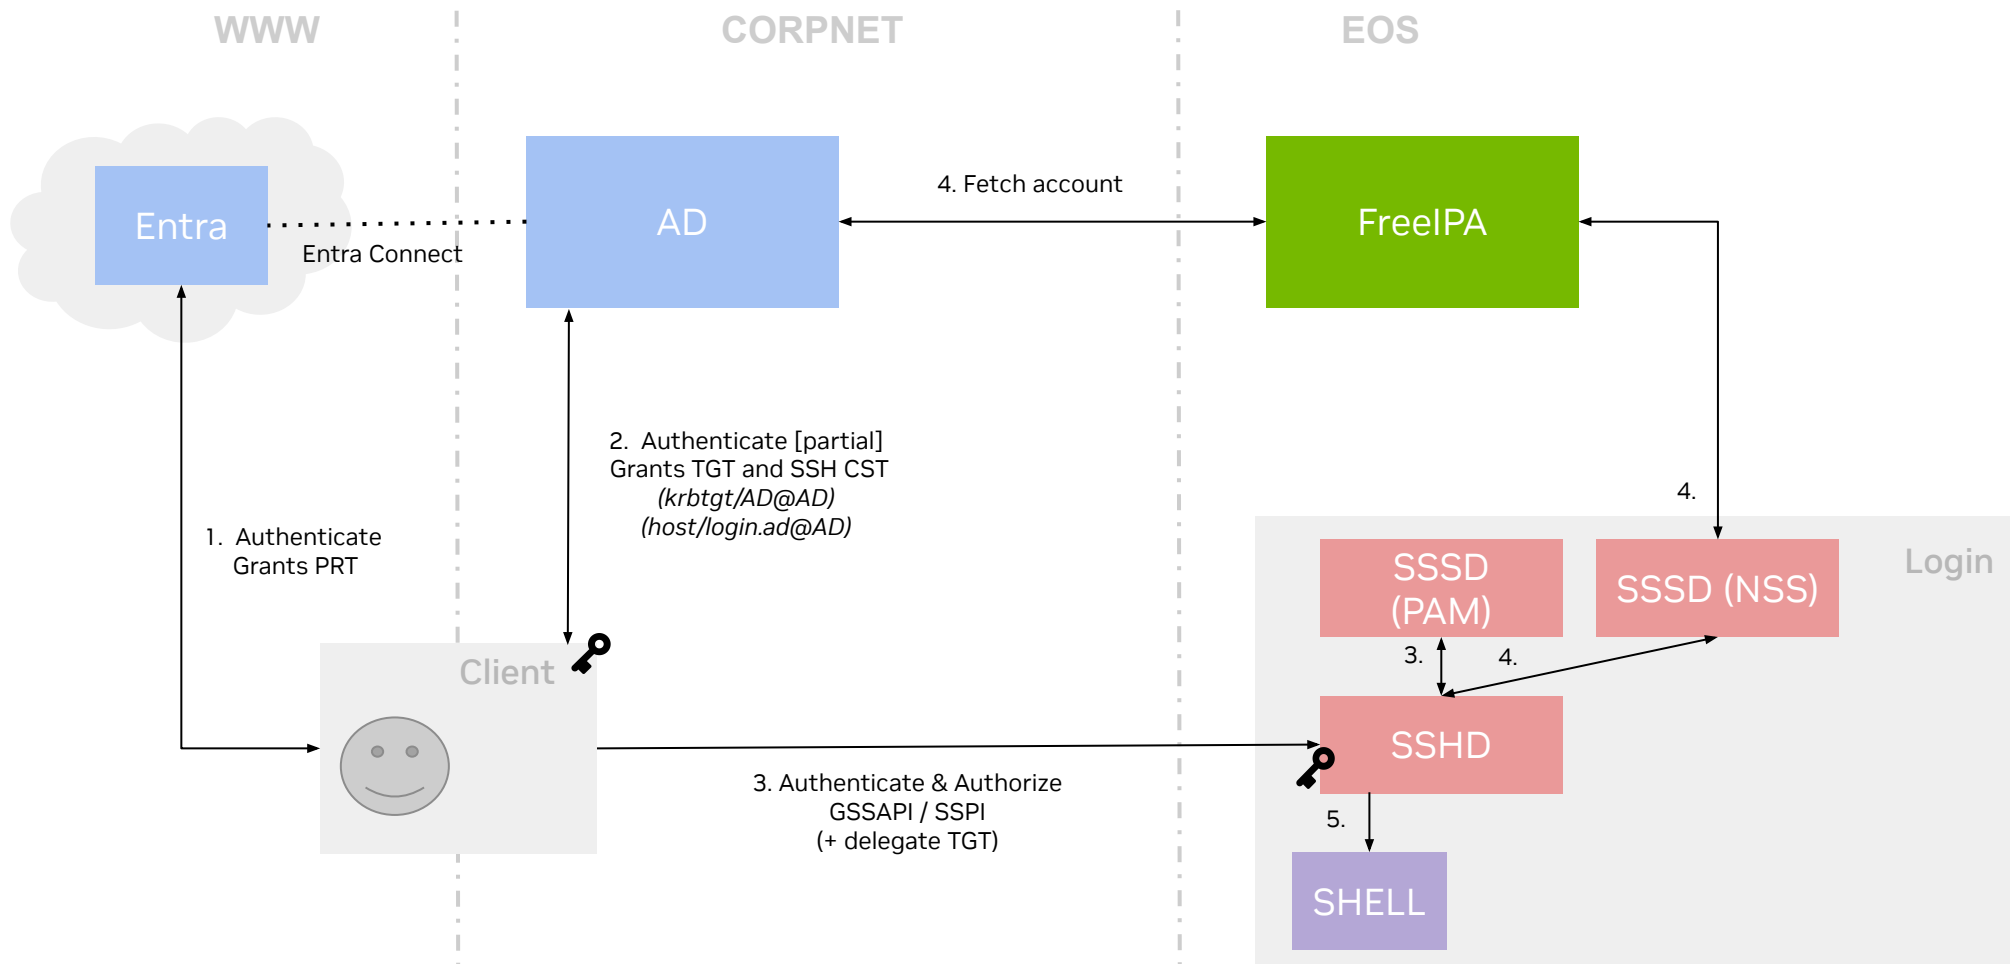 WWW
CORPNET
EOS
Entra
Entra Connect
AD
4. Fetch account
FreeIPA
1. Authenticate
Grants PRT
2. Authenticate [partial]
Grants TGT and SSH CST
(krbtgt/AD@AD)
(host/login.ad@AD)
4.
Client
Login
SSSD
(PAM)
SSSD (NSS)
3.
4.
SSHD
3. Authenticate & Authorize
GSSAPI / SSPI
(+ delegate TGT)
5.
SHELL